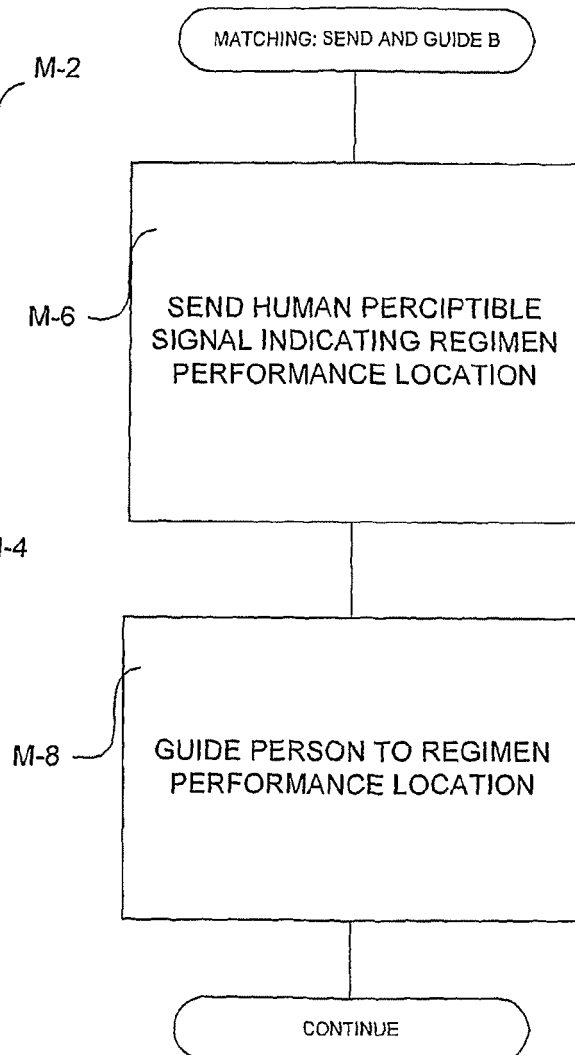 MATCHING: SEND AND GUIDE B
M-2
M-6
SEND HUMAN PERCIPTIBLE
SIGNAL INDICATING REGIMEN
PERFORMANCE LOCATION
-4
M-8
GUIDE PERSON TO REGIMEN
PERFORMANCE LOCATION
CONTINUE